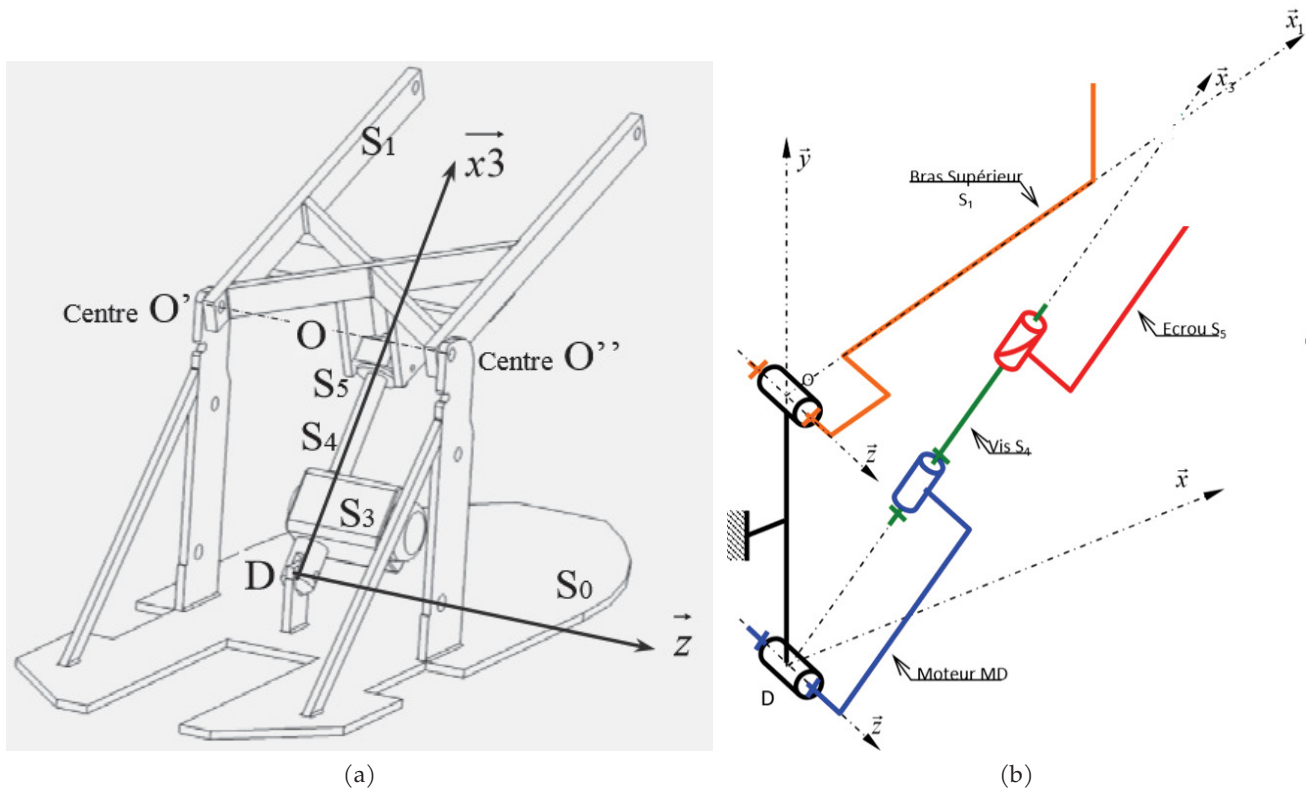 S1
x3
Centre O'
O
Centre O''
S5
S4
S3
D
S0
z
(a)
x1
x3
y
Bras Supérieur
S1
Ecrou S5
O
z
Vis S4
x
Moteur MD
D
z
(b)